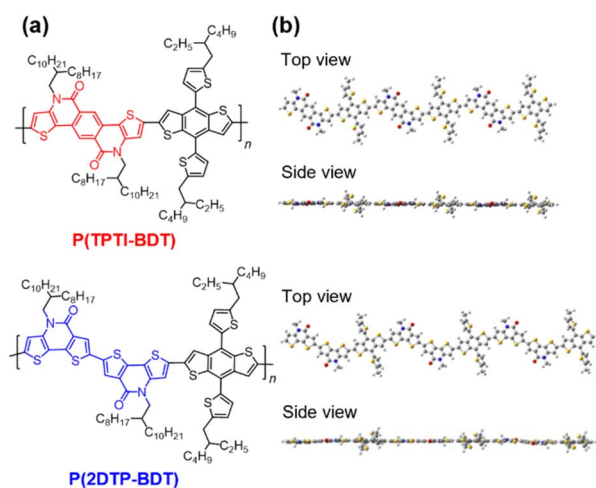 (a)
(b)
C₁₀H₂₁
C₈H₁₇
N
O
S
S
O
N
n
C₈H₁₇
C₁₀H₂₁
C₂H₅
C₄H₉
S
S
S
S
C₄H₉
C₂H₅
P(TPTI-BDT)
Top view
Side view
C₁₀H₂₁
C₈H₁₇
N
O
S
S
S
S
O
N
n
C₈H₁₇
C₁₀H₂₁
C₂H₅
C₄H₉
S
S
S
S
C₄H₉
C₂H₅
P(2DTP-BDT)
Top view
Side view